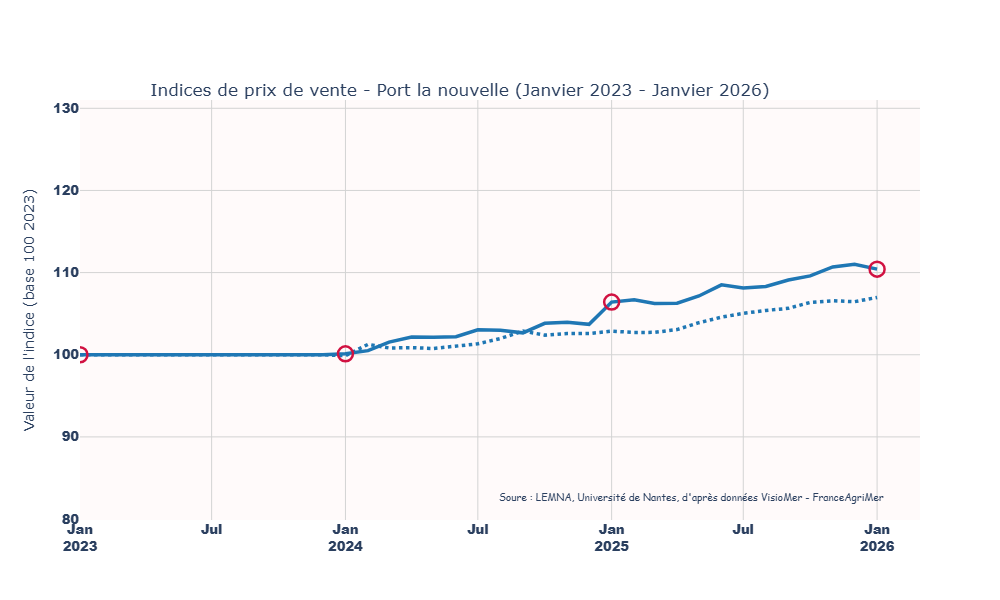 Indices de prix de vente - Port la nouvelle (Janvier 2023 - Janvier 2026)
Valeur de l'indice (base 100 2023)
130
120
110
100
90
80
Soure : LEMNA, Université de Nantes, d'après données VisioMer - FranceAgriMer
Jan Jul Jan Jul Jan Jul Jan
2023 2024 2025 2026